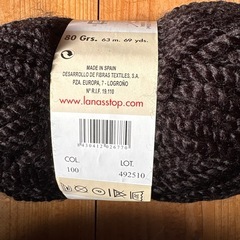 80 Grs. 63 m. 69 yds.
MADE IN SPAIN
DESARROLLO DE FIBRAS TEXTILES, S.A.
PZA. EUROPA, 7 - LOGROÑO
Nº R.I.F. 19.110
www.lanasstop.com
COL. LOT.
100 492510